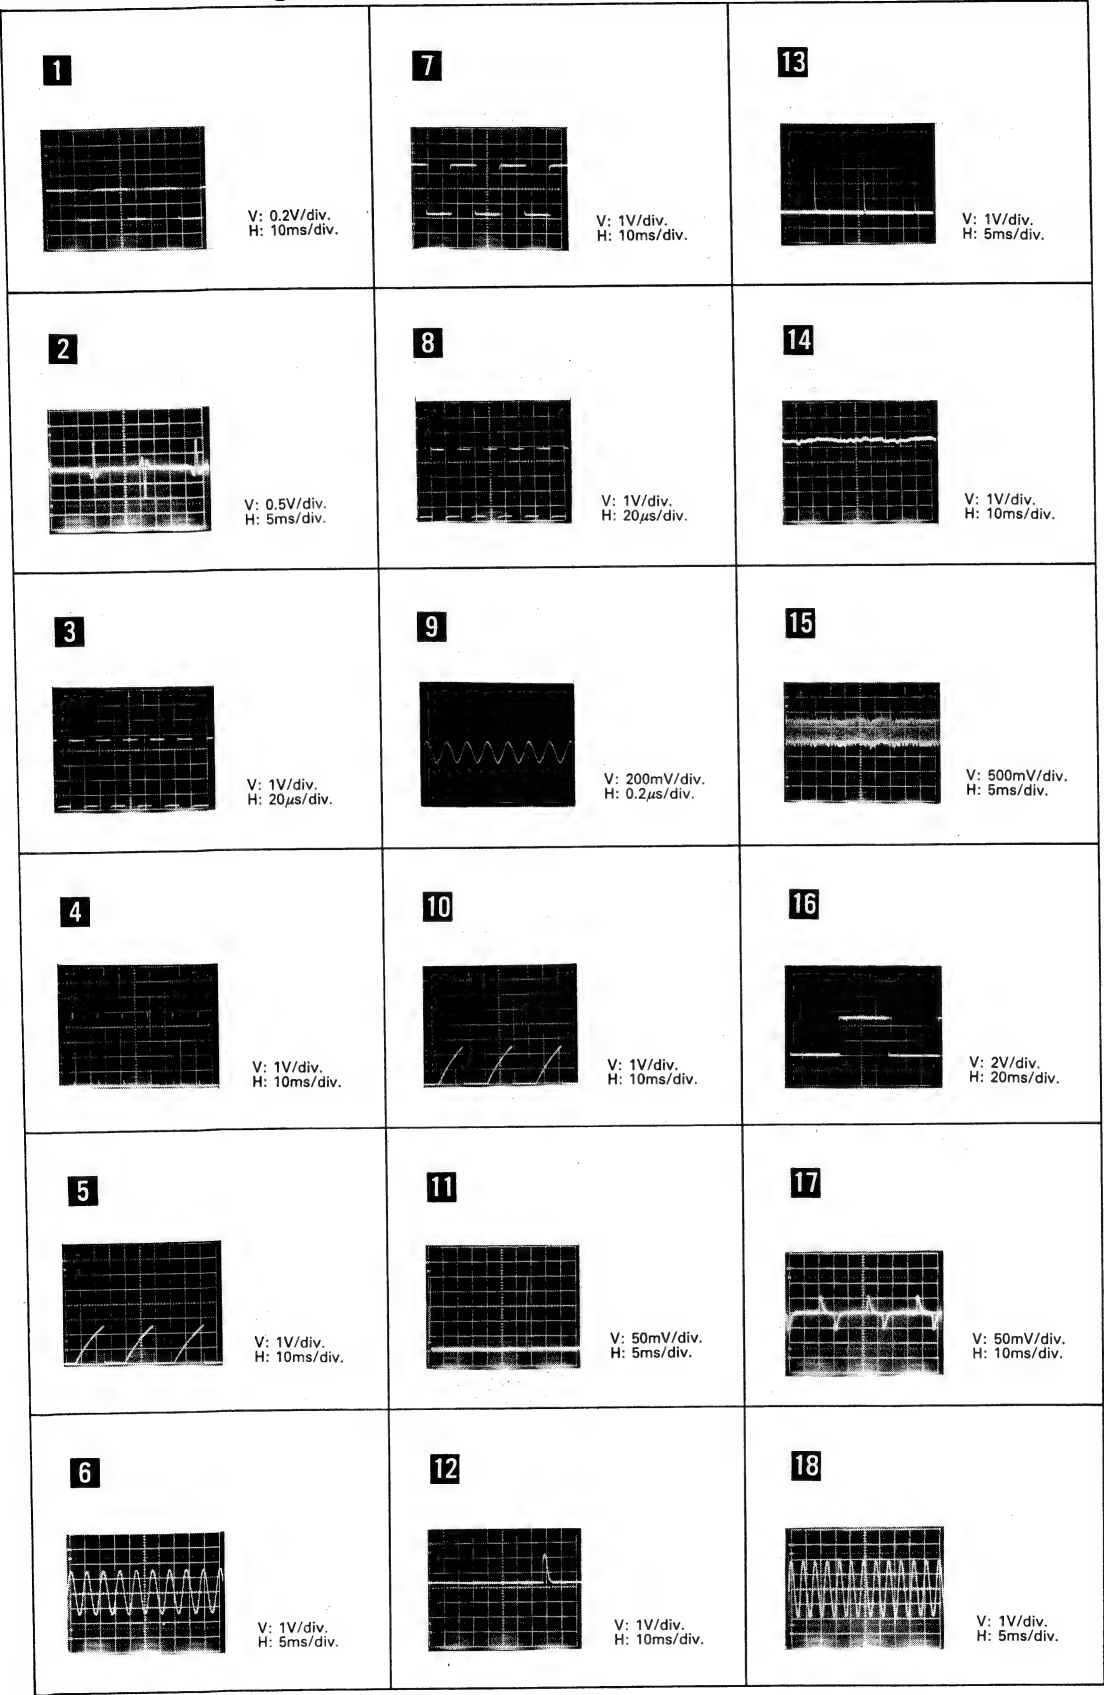 1
V: 0.2V/div.
H: 10ms/div.
2
V: 0.5V/div.
H: 5ms/div.
3
V: 1V/div.
H: 20μs/div.
4
V: 1V/div.
H: 10ms/div.
5
V: 1V/div.
H: 10ms/div.
6
V: 1V/div.
H: 5ms/div.
7
V: 1V/div.
H: 10ms/div.
8
V: 1V/div.
H: 20μs/div.
9
V: 200mV/div.
H: 0.2μs/div.
10
V: 1V/div.
H: 10ms/div.
11
V: 50mV/div.
H: 5ms/div.
12
V: 1V/div.
H: 10ms/div.
13
V: 1V/div.
H: 5ms/div.
14
V: 1V/div.
H: 10ms/div.
15
V: 500mV/div.
H: 5ms/div.
16
V: 2V/div.
H: 20ms/div.
17
V: 50mV/div.
H: 10ms/div.
18
V: 1V/div.
H: 5ms/div.